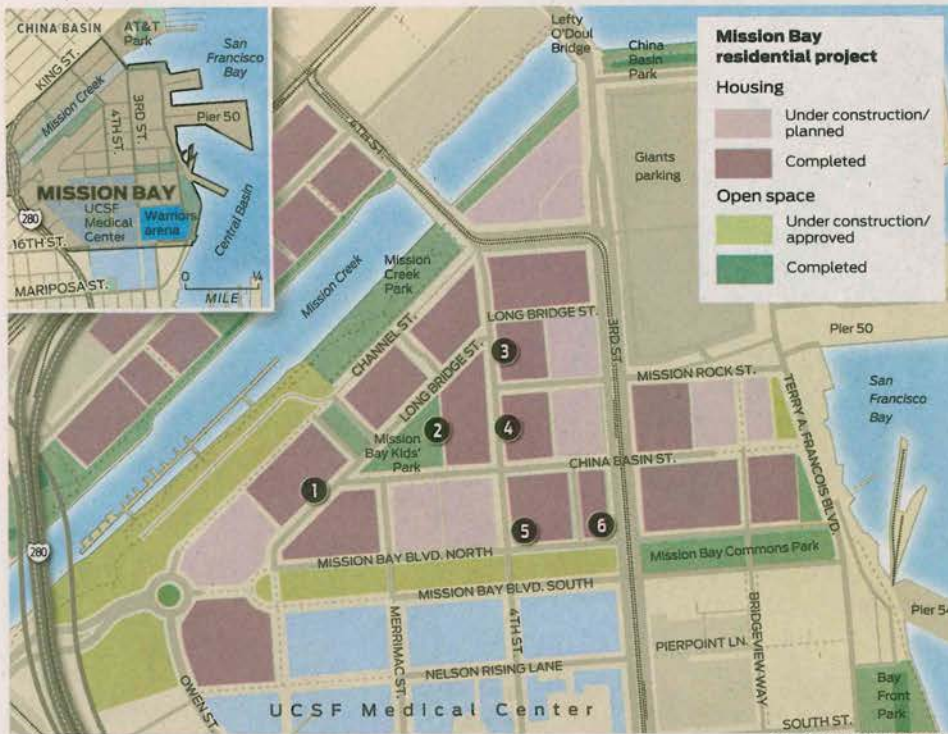 CHINA BASIN
AT&T
Park
San
Francisco
Bay
KING ST.
Mission Creek
4TH ST.
3RD ST.
Pier 50
MISSION BAY
UCSF
Medical
Center
Warriors
arena
Central Basin
280
16TH ST.
MARIPOSA ST.
0
1/4
MILE
Lefty
O'Doul
Bridge
China
Basin
Park
Mission Bay
residential project
Housing
Under construction/
planned
Completed
Open space
Under construction/
approved
Completed
4TH ST.
Giants
parking
Mission
Creek
Park
Mission Creek
CHANNEL ST.
LONG BRIDGE ST.
LONG BRIDGE ST.
3RD ST.
Pier 50
3
MISSION ROCK ST.
TERRY A. FRANCOIS BLVD.
San
Francisco
Bay
2
4
Mission
Bay Kids'
Park
CHINA BASIN ST.
1
5
6
280
MISSION BAY BLVD. NORTH
Mission Bay Commons Park
MISSION BAY BLVD. SOUTH
MERRIMAC ST.
4TH ST.
BRIDGEVIEW WAY
Pier 54
PIERPOINT LN.
NELSON RISING LANE
OWEN ST.
UCSF Medical Center
Bay
Front
Park
SOUTH ST.